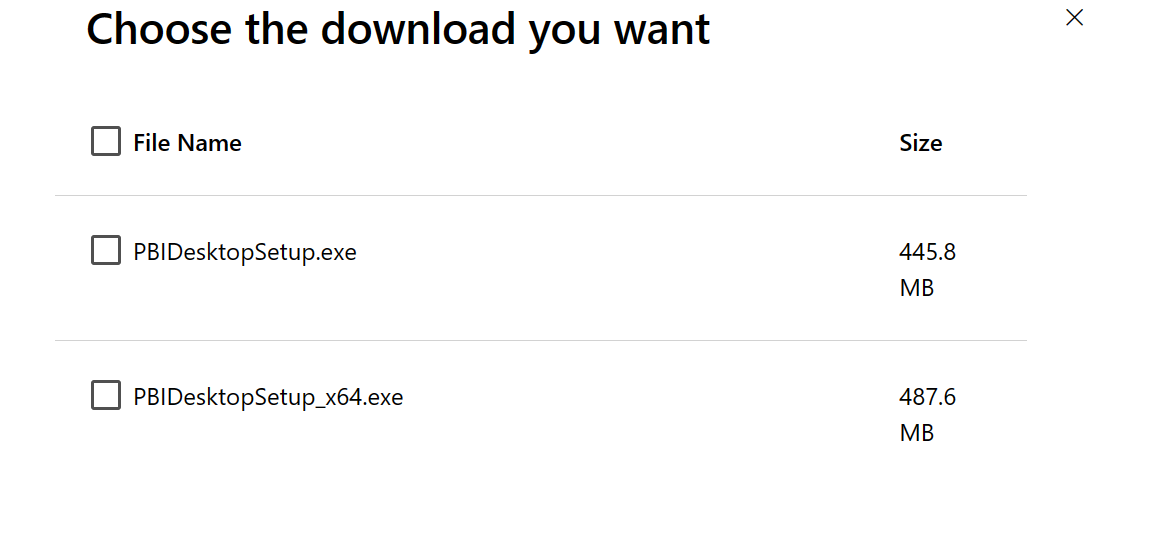 Choose the download you want
File Name Size
PBIDesktopSetup.exe 445.8
MB
PBIDesktopSetup_x64.exe 487.6
MB